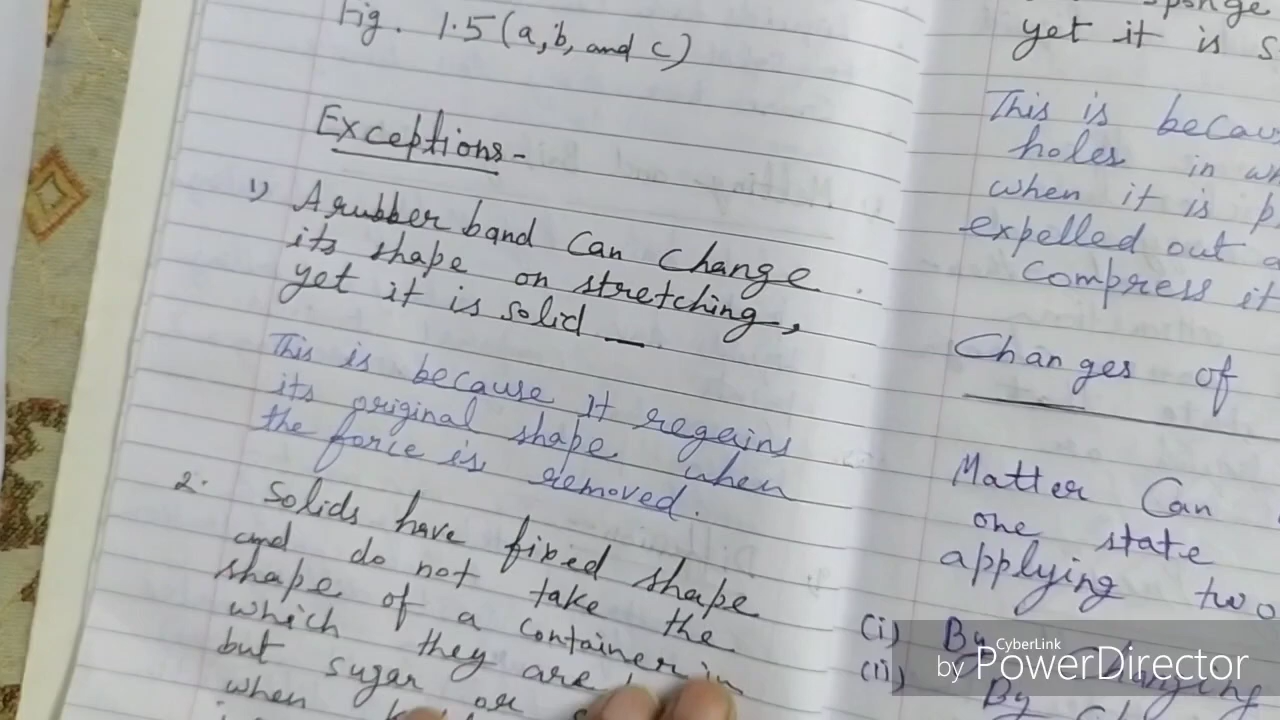 Fig. 1.5 (a, b, and c)
Exceptions-
1) A rubber band can change
its shape on stretching,
yet it is solid
This is because it regains
its original shape when
the force is removed.
2. Solids have fixed shape
and do not take the
shape of a container in
which they are
but sugar or
when
sponge
yet it is
This is
holes in
when it is
expelled out
compress it
Changes of
Matter Can
one state
applying two
(i) By Changing
(ii) By
CyberLink
by PowerDirector